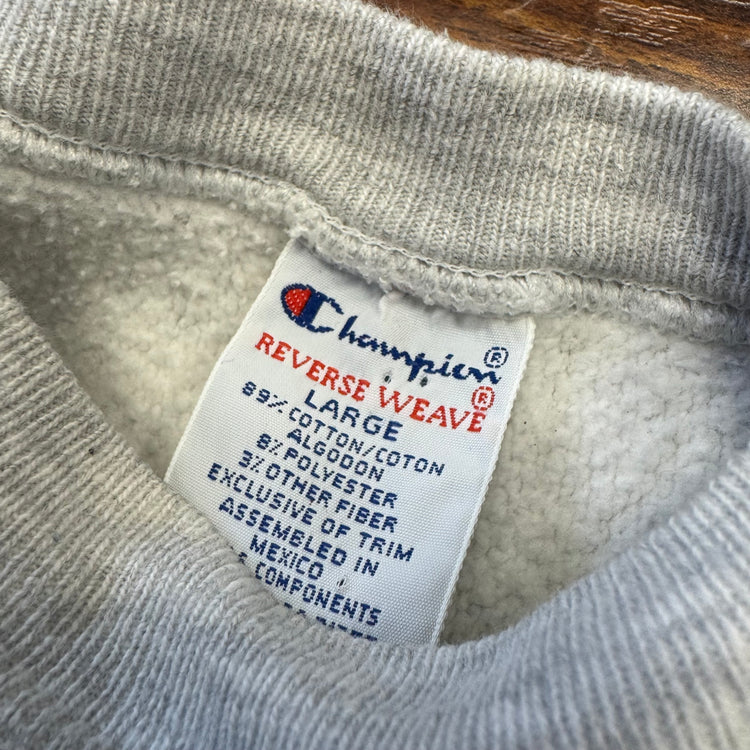 Champion®
REVERSE WEAVE®
LARGE
89% COTTON/COTON
ALGODON
8% POLYESTER
3% OTHER FIBER
EXCLUSIVE OF TRIM
ASSEMBLED IN
MEXICO
COMPONENTS